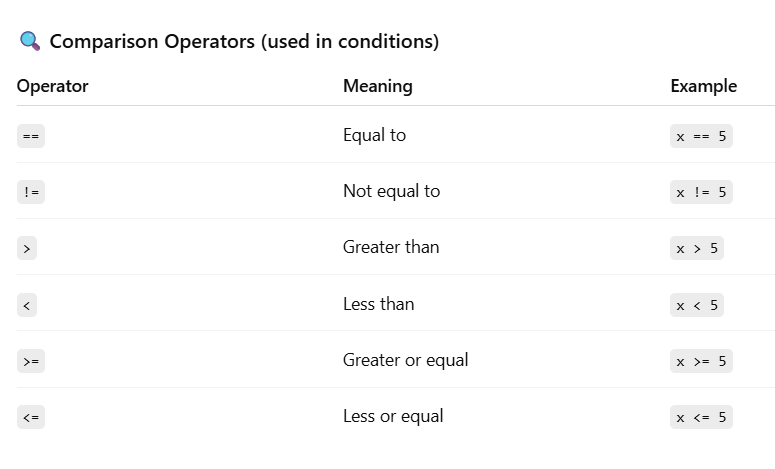 🔍 Comparison Operators (used in conditions)
Operator Meaning Example
== Equal to x == 5
!= Not equal to x != 5
> Greater than x > 5
< Less than x < 5
>= Greater or equal x >= 5
<= Less or equal x <= 5